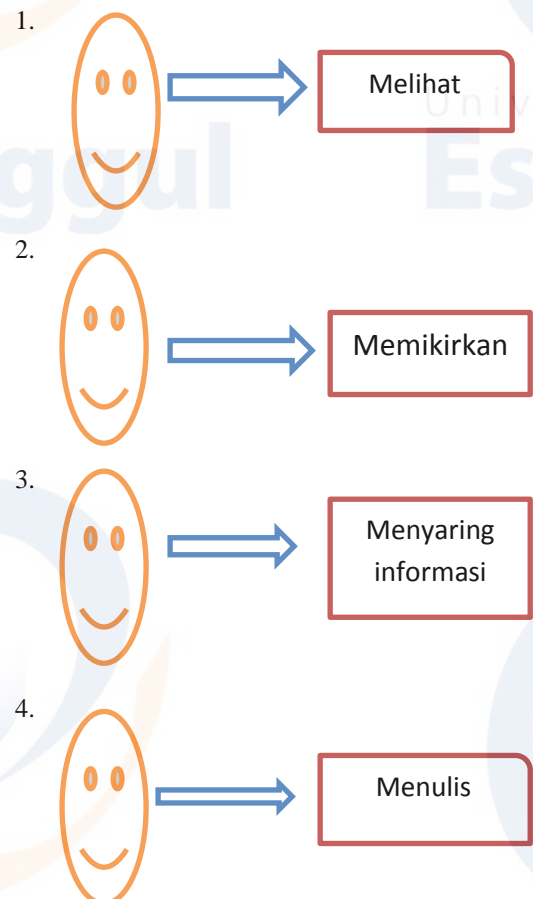 1.
Melihat
2.
Memikirkan
3.
Menyaring
informasi
4.
Menulis